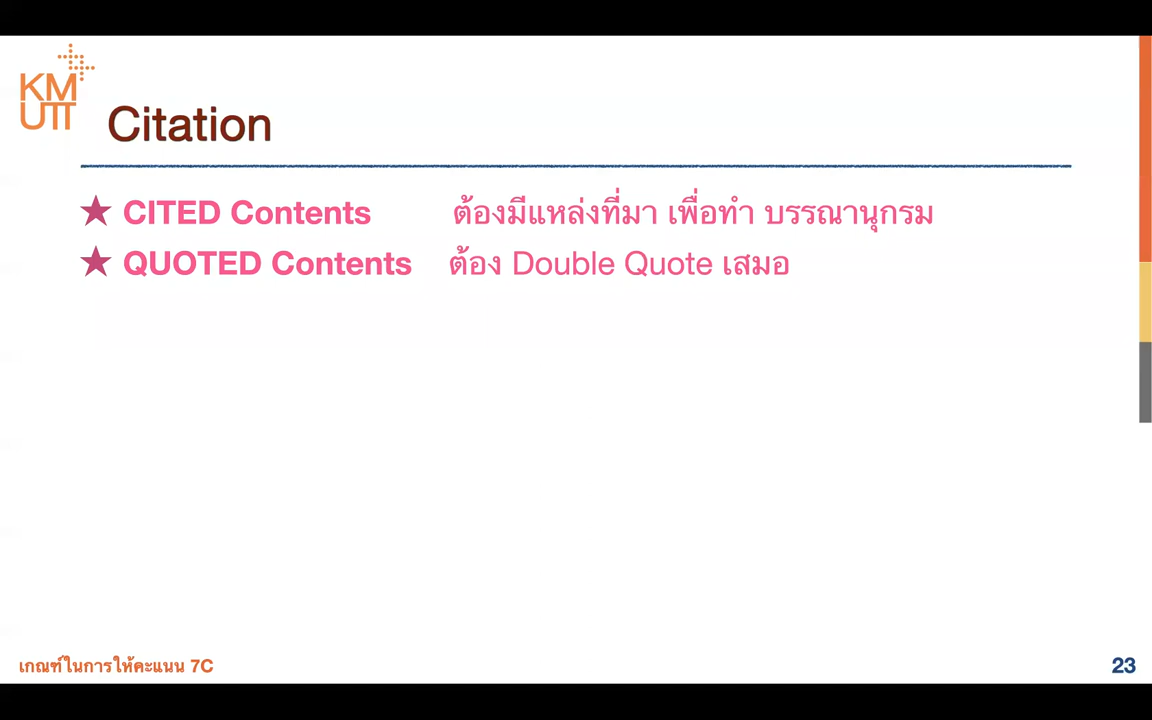 KM
UTT
Citation
★ CITED Contents ต้องมีแหล่งที่มา เพื่อทำ บรรณานุกรม
★ QUOTED Contents ต้อง Double Quote เสมอ
เกณฑ์ในการให้คะแนน 7C
23